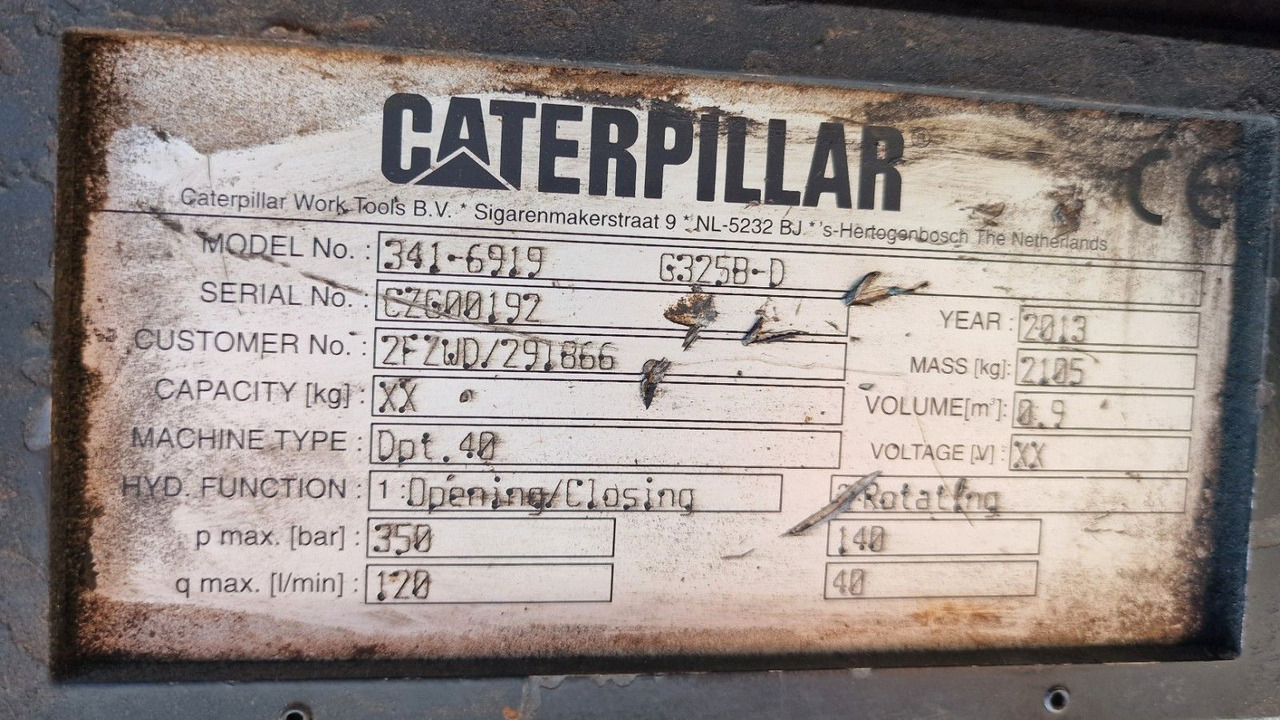 CATERPILLAR®
CE
Caterpillar Work Tools B.V. * Sigarenmakerstraat 9 * NL-5232 BJ * 's-Hertogenbosch The Netherlands
MODEL No. : 341-6919 G325B-D
SERIAL No. : CZG00192 YEAR : 2013
CUSTOMER No. : 2FZWD/291866 MASS [kg]: 2105
CAPACITY [kg] : XX VOLUME[m³]: 0.9
MACHINE TYPE : Dpt.40 VOLTAGE [V] : XX
HYD. FUNCTION : 1 :Opening/Closing 2:Rotating
p max. [bar] : 350 140
q max. [l/min] : 120 40